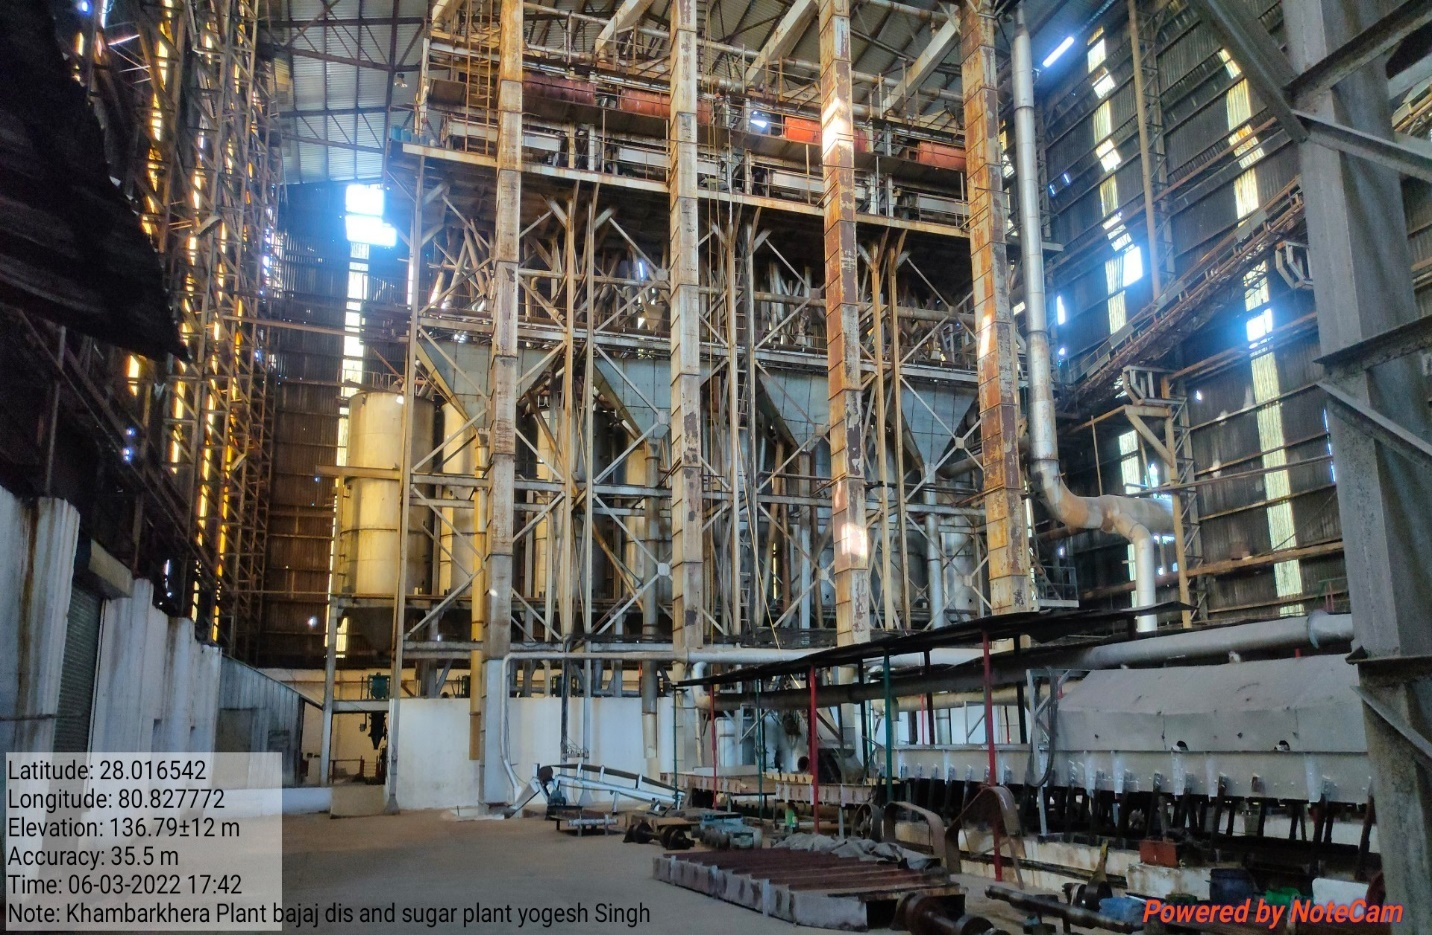 Latitude: 28.016542
Longitude: 80.827772
Elevation: 136.79±12 m
Accuracy: 35.5 m
Time: 06-03-2022 17:42
Note: Khambarkhera Plant bajaj dis and sugar plant yogesh Singh
Powered by NoteCam